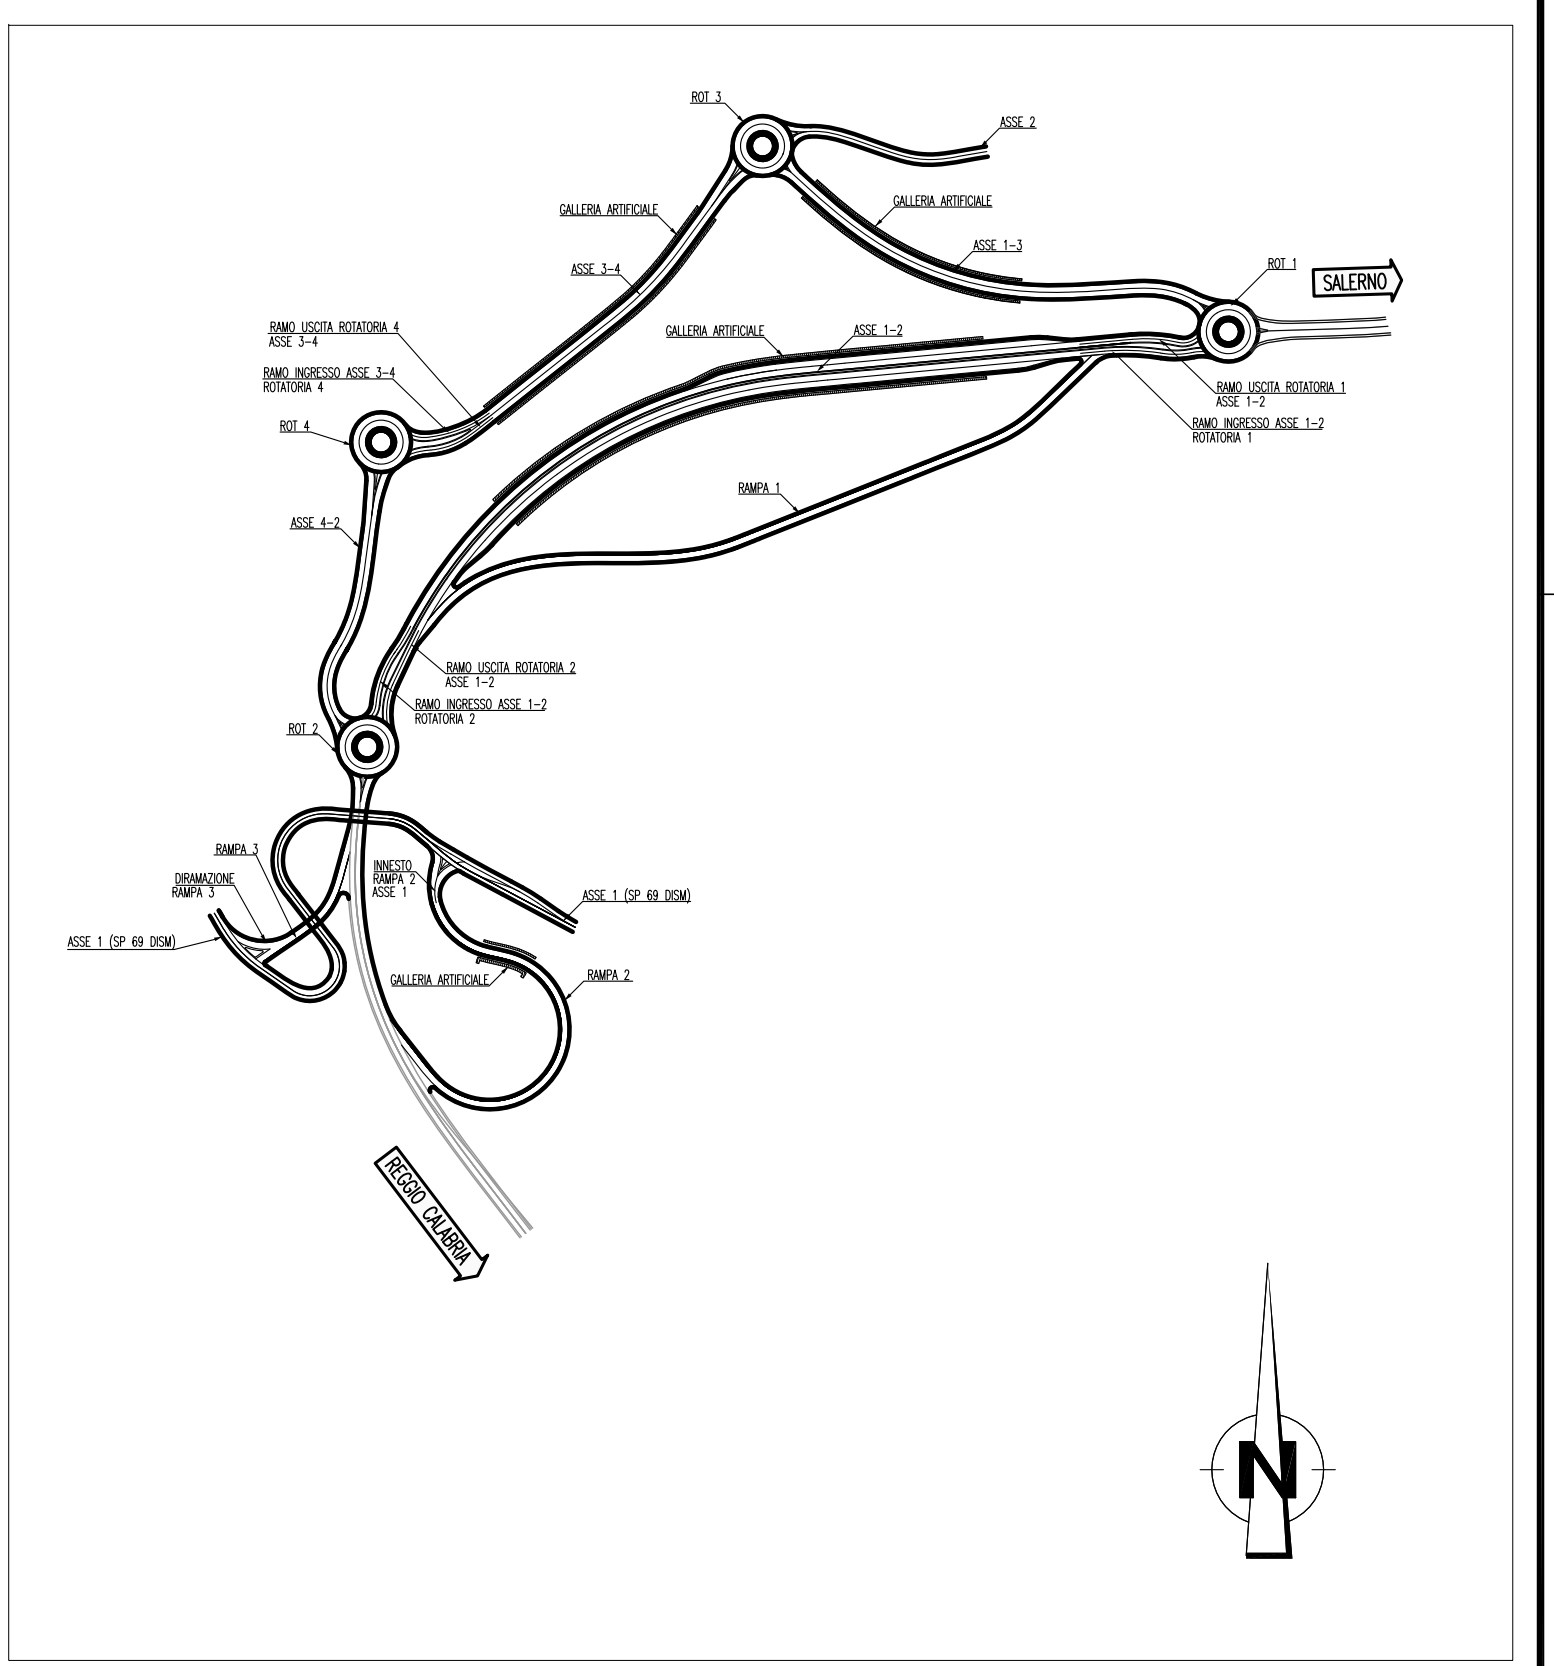 ROT 3
ASSE 2
GALLERIA ARTIFICIALE
GALLERIA ARTIFICIALE
ASSE 1-3
ASSE 3-4
ROT 1
SALERNO
RAMO USCITA ROTATORIA 4
ASSE 3-4
GALLERIA ARTIFICIALE
ASSE 1-2
RAMO INGRESSO ASSE 3-4
ROTATORIA 4
RAMO USCITA ROTATORIA 1
ASSE 1-2
ROT 4
RAMO INGRESSO ASSE 1-2
ROTATORIA 1
RAMPA 1
ASSE 4-2
RAMO USCITA ROTATORIA 2
ASSE 1-2
RAMO INGRESSO ASSE 1-2
ROTATORIA 2
ROT 2
RAMPA 3
INNESTO
RAMPA 2
ASSE 1
DIRAMAZIONE
RAMPA 3
ASSE 1 (SP 69 DISM)
ASSE 1 (SP 69 DISM)
GALLERIA ARTIFICIALE
RAMPA 2
REGGIO CALABRIA
N